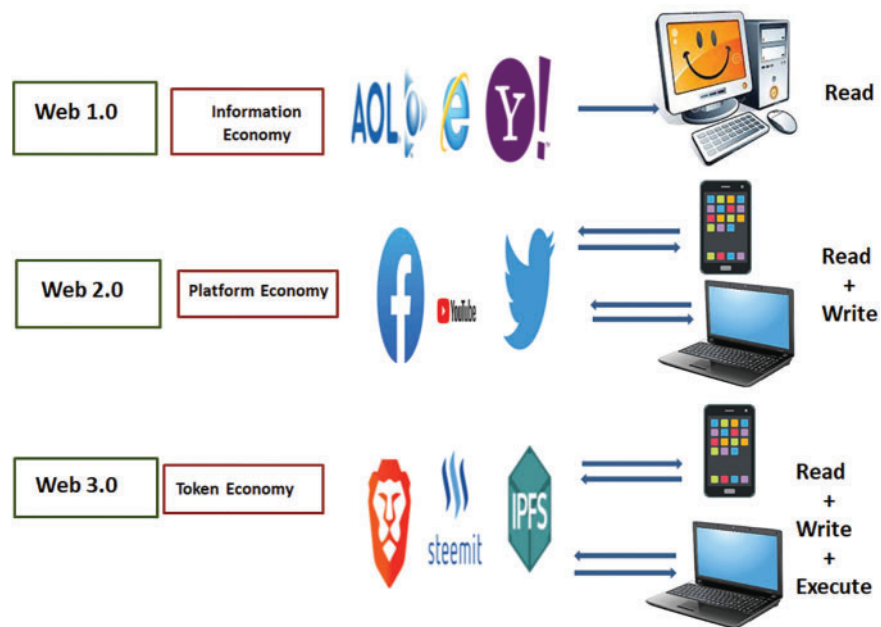 Web 1.0
Information
Economy
AOL
e
Y!
Read
Web 2.0
Platform Economy
f
YouTube
Read
+
Write
Web 3.0
Token Economy
steemit
IPFS
Read
+
Write
+
Execute